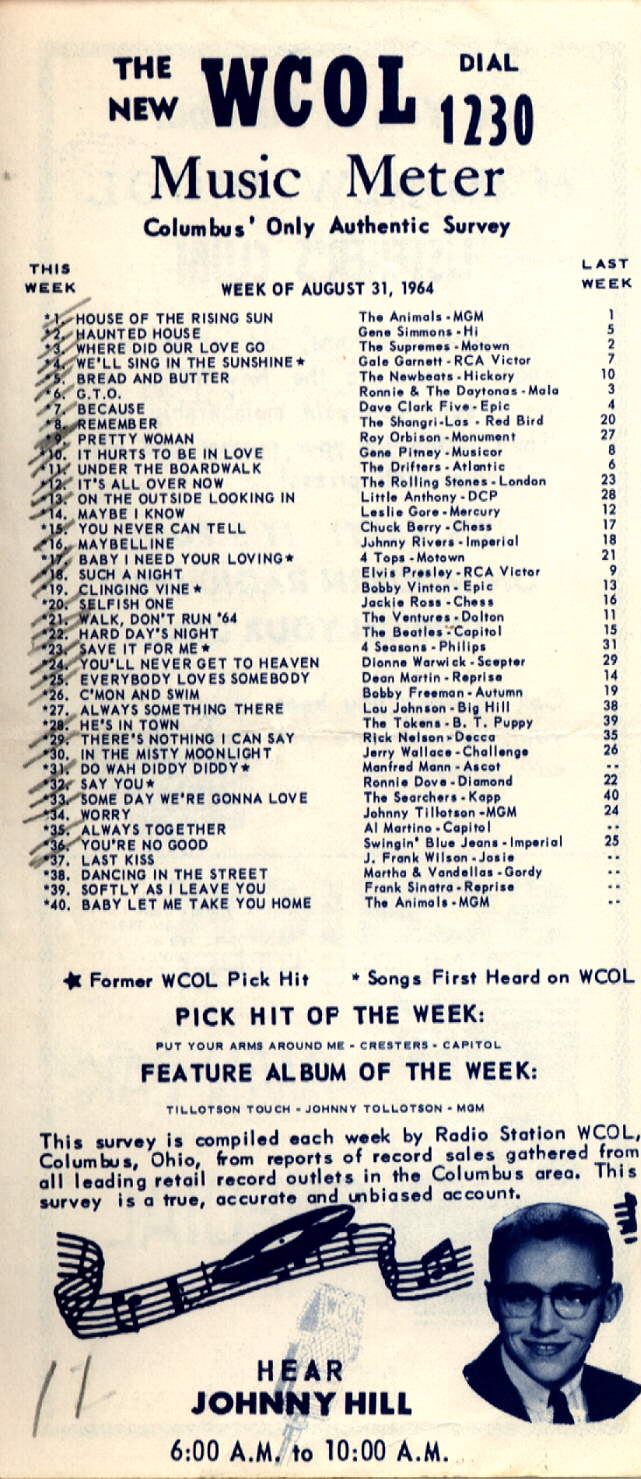 THE NEW WCOL DIAL 1230
Music Meter
Columbus' Only Authentic Survey
THIS WEEK WEEK OF AUGUST 31, 1964 LAST WEEK
*1. HOUSE OF THE RISING SUN The Animals - MGM 1
*2. HAUNTED HOUSE Gene Simmons - Hi 5
*3. WHERE DID OUR LOVE GO The Supremes - Motown 2
*4. WE'LL SING IN THE SUNSHINE★ Gale Garnett - RCA Victor 7
*5. BREAD AND BUTTER The Newbeats - Hickory 10
*6. G.T.O. Ronnie & The Daytonas - Mala 3
*7. BECAUSE Dave Clark Five - Epic 4
*8. REMEMBER The Shangri-Las - Red Bird 20
*9. PRETTY WOMAN Roy Orbison - Monument 27
*10. IT HURTS TO BE IN LOVE Gene Pitney - Musicor 8
*11. UNDER THE BOARDWALK The Drifters - Atlantic 6
*12. IT'S ALL OVER NOW The Rolling Stones - London 23
*13. ON THE OUTSIDE LOOKING IN Little Anthony - DCP 28
*14. MAYBE I KNOW Leslie Gore - Mercury 12
*15. YOU NEVER CAN TELL Chuck Berry - Chess 17
*16. MAYBELLINE Johnny Rivers - Imperial 18
*17. BABY I NEED YOUR LOVING★ 4 Tops - Motown 21
*18. SUCH A NIGHT Elvis Presley - RCA Victor 9
*19. CLINGING VINE★ Bobby Vinton - Epic 13
*20. SELFISH ONE Jackie Ross - Chess 16
*21. WALK, DON'T RUN '64 The Ventures - Dolton 11
*22. HARD DAY'S NIGHT The Beatles - Capitol 15
*23. SAVE IT FOR ME★ 4 Seasons - Philips 31
*24. YOU'LL NEVER GET TO HEAVEN Dionne Warwick - Scepter 29
*25. EVERYBODY LOVES SOMEBODY Dean Martin - Reprise 14
*26. C'MON AND SWIM Bobby Freeman - Autumn 19
*27. ALWAYS SOMETHING THERE Lou Johnson - Big Hill 38
*28. HE'S IN TOWN The Tokens - B. T. Puppy 39
*29. THERE'S NOTHING I CAN SAY Rick Nelson - Decca 35
*30. IN THE MISTY MOONLIGHT Jerry Wallace - Challenge 26
*31. DO WAH DIDDY DIDDY★ Manfred Mann - Ascot --
*32. SAY YOU★ Ronnie Dove - Diamond 22
*33. SOME DAY WE'RE GONNA LOVE The Searchers - Kapp 40
*34. WORRY Johnny Tillotson - MGM 24
*35. ALWAYS TOGETHER Al Martino - Capitol --
*36. YOU'RE NO GOOD Swingin' Blue Jeans - Imperial 25
*37. LAST KISS J. Frank Wilson - Josie --
*38. DANCING IN THE STREET Martha & Vandellas - Gordy --
*39. SOFTLY AS I LEAVE YOU Frank Sinatra - Reprise --
*40. BABY LET ME TAKE YOU HOME The Animals - MGM --
★ Former WCOL Pick Hit * Songs First Heard on WCOL
PICK HIT OF THE WEEK:
PUT YOUR ARMS AROUND ME - CRESTERS - CAPITOL
FEATURE ALBUM OF THE WEEK:
TILLOTSON TOUCH - JOHNNY TOLLOTSON - MGM
This survey is compiled each week by Radio Station WCOL,
Columbus, Ohio, from reports of record sales gathered from
all leading retail record outlets in the Columbus area. This
survey is a true, accurate and unbiased account.
12
HEAR
JOHNNY HILL
6:00 A.M. to 10:00 A.M.